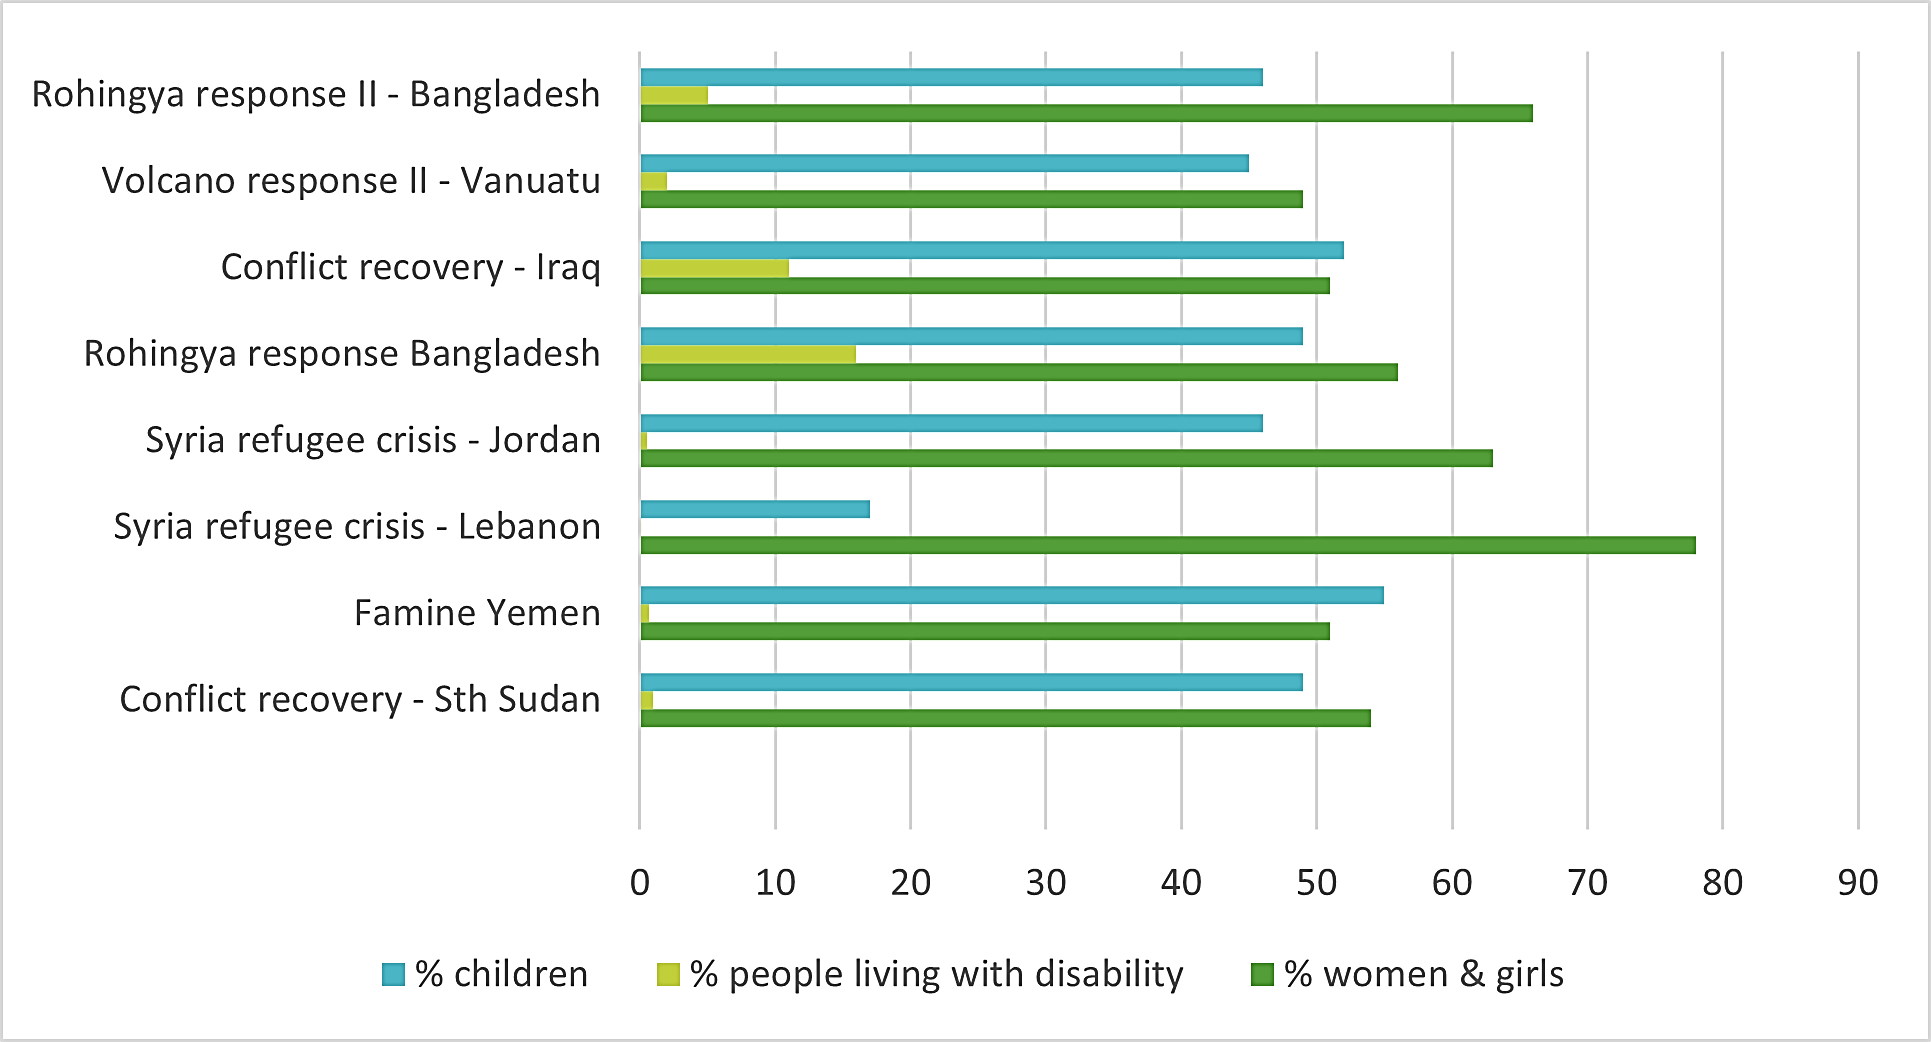 Rohingya response II - Bangladesh
Volcano response II - Vanuatu
Conflict recovery - Iraq
Rohingya response Bangladesh
Syria refugee crisis - Jordan
Syria refugee crisis - Lebanon
Famine Yemen
Conflict recovery - Sth Sudan
0 10 20 30 40 50 60 70 80 90
% children % people living with disability % women & girls